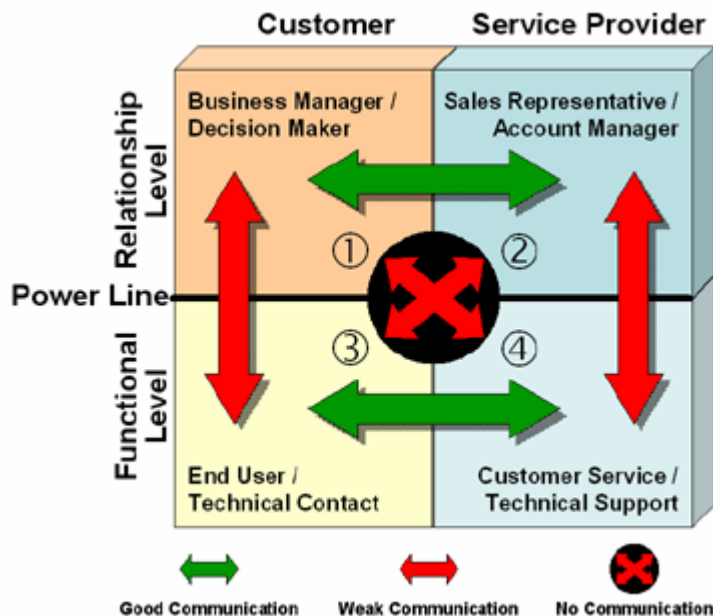 Customer
Service Provider
Relationship
Level
Business Manager /
Decision Maker
Sales Representative /
Account Manager
①
②
Power Line
③
④
Functional
Level
End User /
Technical Contact
Customer Service /
Technical Support
Good Communication
Weak Communication
No Communication